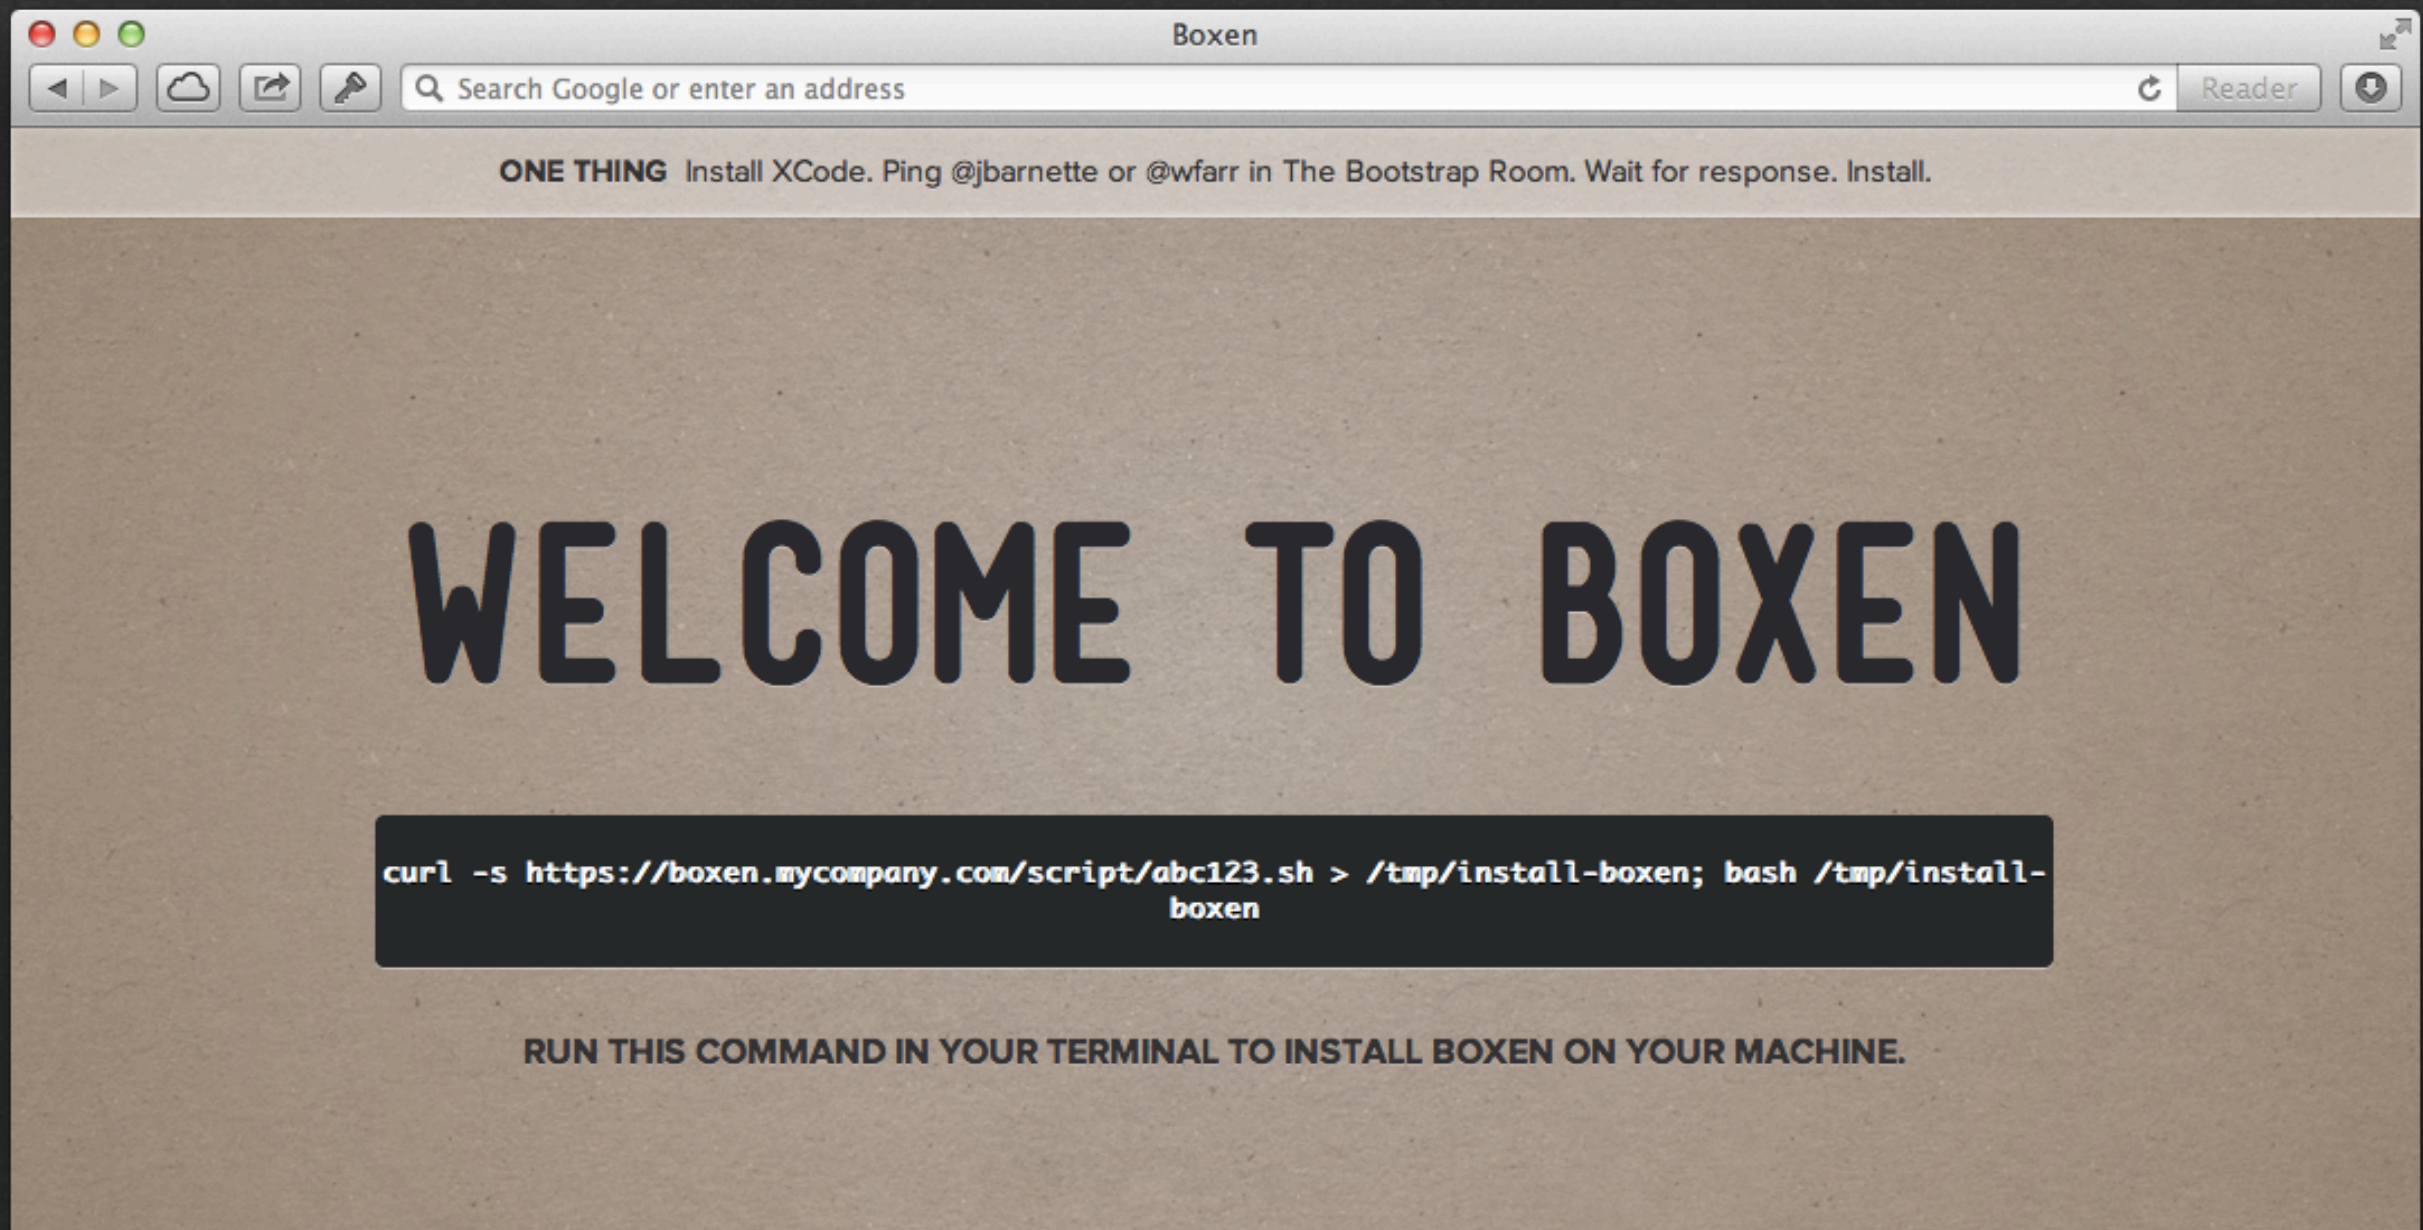 Boxen
Search Google or enter an address
Reader
ONE THING Install XCode. Ping @jbarnette or @wfarr in The Bootstrap Room. Wait for response. Install.
WELCOME TO BOXEN
curl -s https://boxen.mycompany.com/script/abc123.sh > /tmp/install-boxen; bash /tmp/install-
boxen
RUN THIS COMMAND IN YOUR TERMINAL TO INSTALL BOXEN ON YOUR MACHINE.